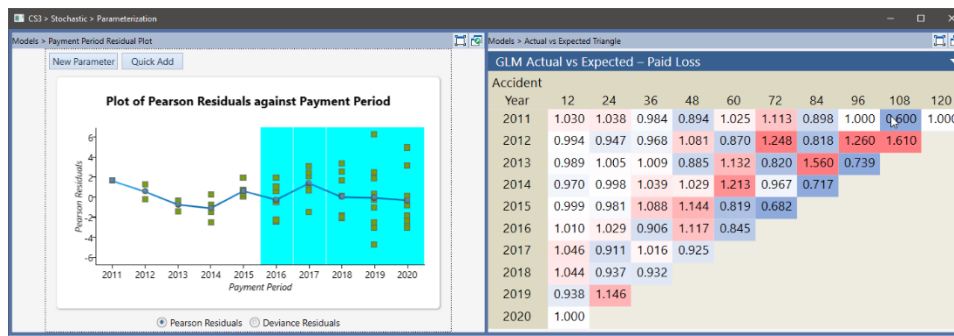 CS3 > Stochastic > Parameterization
Models > Payment Period Residual Plot
New Parameter Quick Add
Plot of Pearson Residuals against Payment Period
Pearson Residuals
6
4
2
0
-2
-4
-6
2011 2012 2013 2014 2015 2016 2017 2018 2019 2020
Payment Period
Pearson Residuals Deviance Residuals
Models > Actual vs Expected Triangle
GLM Actual vs Expected – Paid Loss
Accident
Year 12 24 36 48 60 72 84 96 108 120
2011 1.030 1.038 0.984 0.894 1.025 1.113 0.898 1.000 0.600 1.000
2012 0.994 0.947 0.968 1.081 0.870 1.248 0.818 1.260 1.610
2013 0.989 1.005 1.009 0.885 1.132 0.820 1.560 0.739
2014 0.970 0.998 1.039 1.029 1.213 0.967 0.717
2015 0.999 0.981 1.088 1.144 0.819 0.682
2016 1.010 1.029 0.906 1.117 0.845
2017 1.046 0.911 1.016 0.925
2018 1.044 0.937 0.932
2019 0.938 1.146
2020 1.000